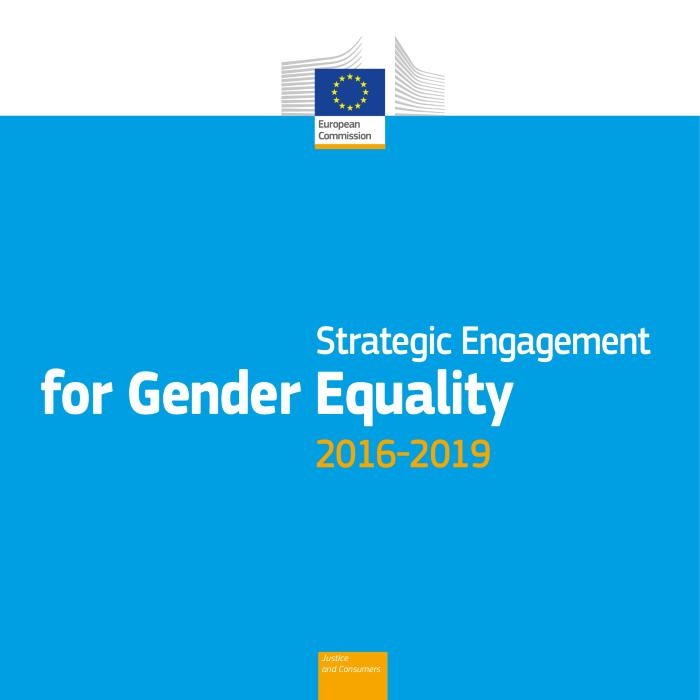 European
Commission
Strategic Engagement
for Gender Equality
2016-2019
Justice
and Consumers